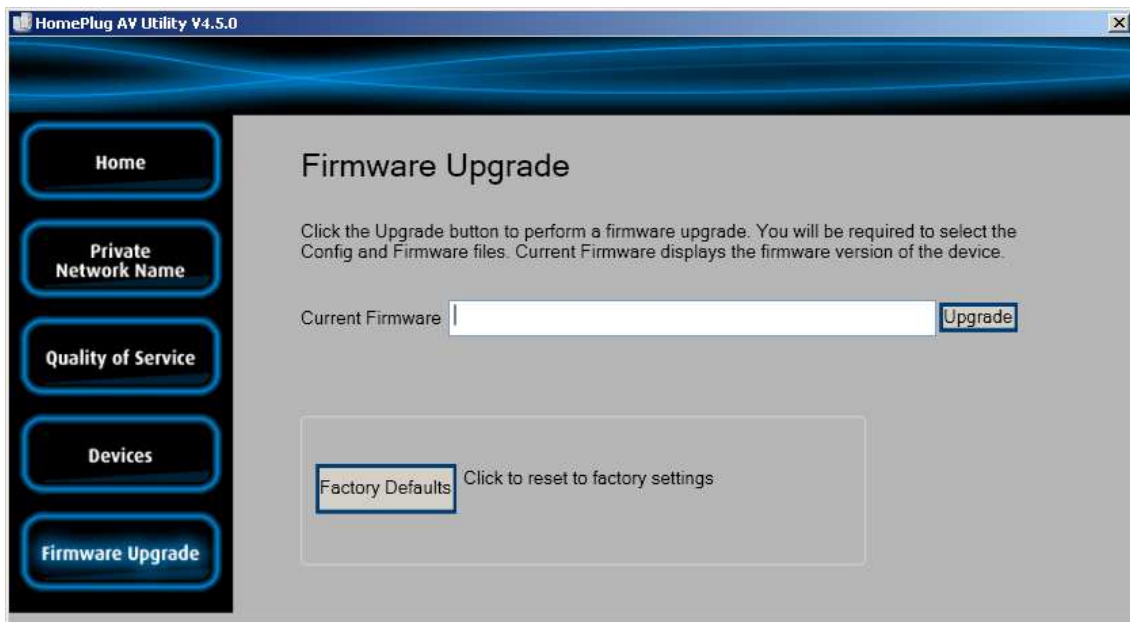 HomePlug AV Utility V4.5.0
Home
Private
Network Name
Quality of Service
Devices
Firmware Upgrade
Firmware Upgrade
Click the Upgrade button to perform a firmware upgrade. You will be required to select the
Config and Firmware files. Current Firmware displays the firmware version of the device.
Current Firmware
Upgrade
Factory Defaults
Click to reset to factory settings